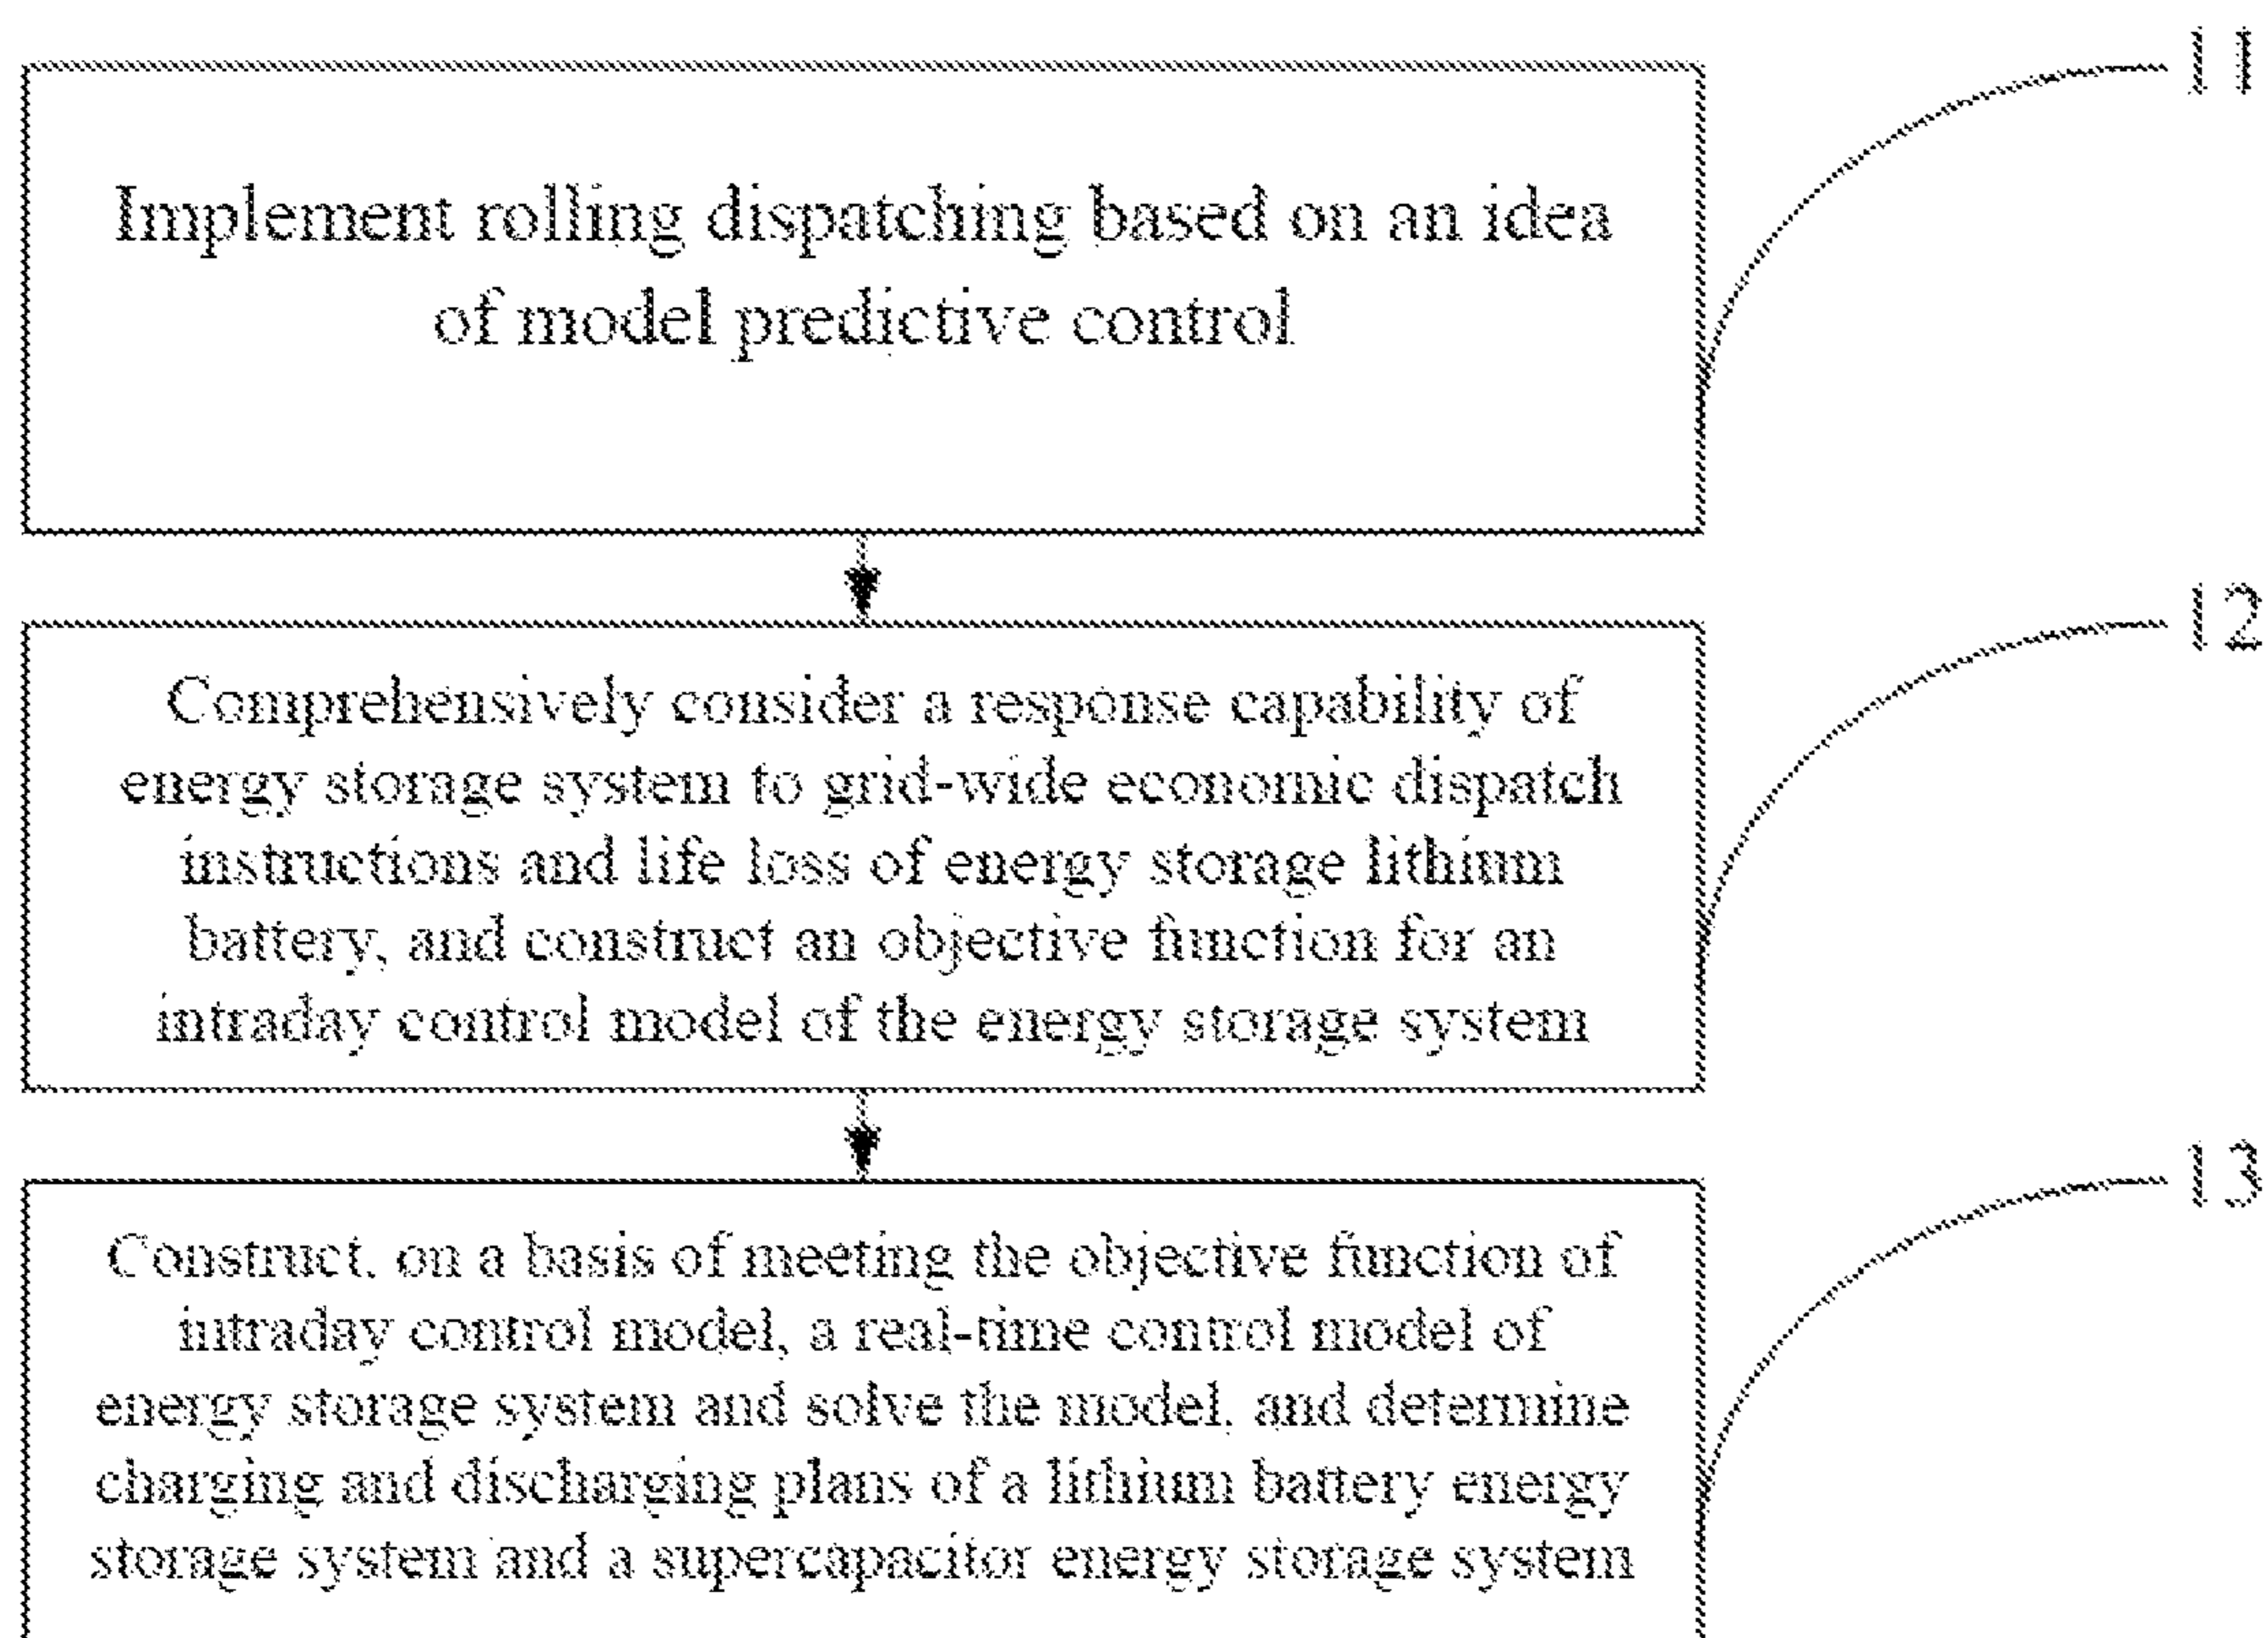 11
Implement rolling dispatching based on an idea
of model predictive control
12
Comprehensively consider a response capability of
energy storage system to grid-wide economic dispatch
instructions and life loss of energy storage lithium
battery, and construct an objective function for an
intraday control model of the energy storage system
13
Construct, on a basis of meeting the objective function of
intraday control model, a real-time control model of
energy storage system and solve the model, and determine
charging and discharging plans of a lithium battery energy
storage system and a supercapacitor energy storage system